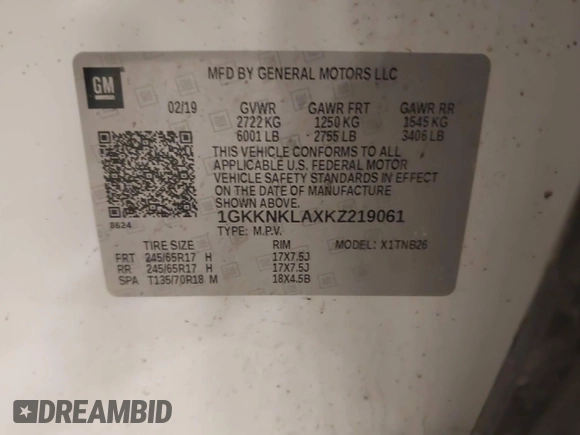 GM
MFD BY GENERAL MOTORS LLC
02/19 GVWR GAWR FRT GAWR RR
2722 KG 1250 KG 1545 KG
6001 LB 2755 LB 3406 LB
THIS VEHICLE CONFORMS TO ALL
APPLICABLE U.S. FEDERAL MOTOR
VEHICLE SAFETY STANDARDS IN EFFECT
ON THE DATE OF MANUFACTURE
SHOWN ABOVE.
8624
1GKKNKLAXKZ219061
TYPE: M.P.V.
TIRE SIZE RIM MODEL: X1TNB26
FRT 245/65R17 H 17X7.5J
RR 245/65R17 H 17X7.5J
SPA T135/70R18 M 18X4.5B
DREAMBID